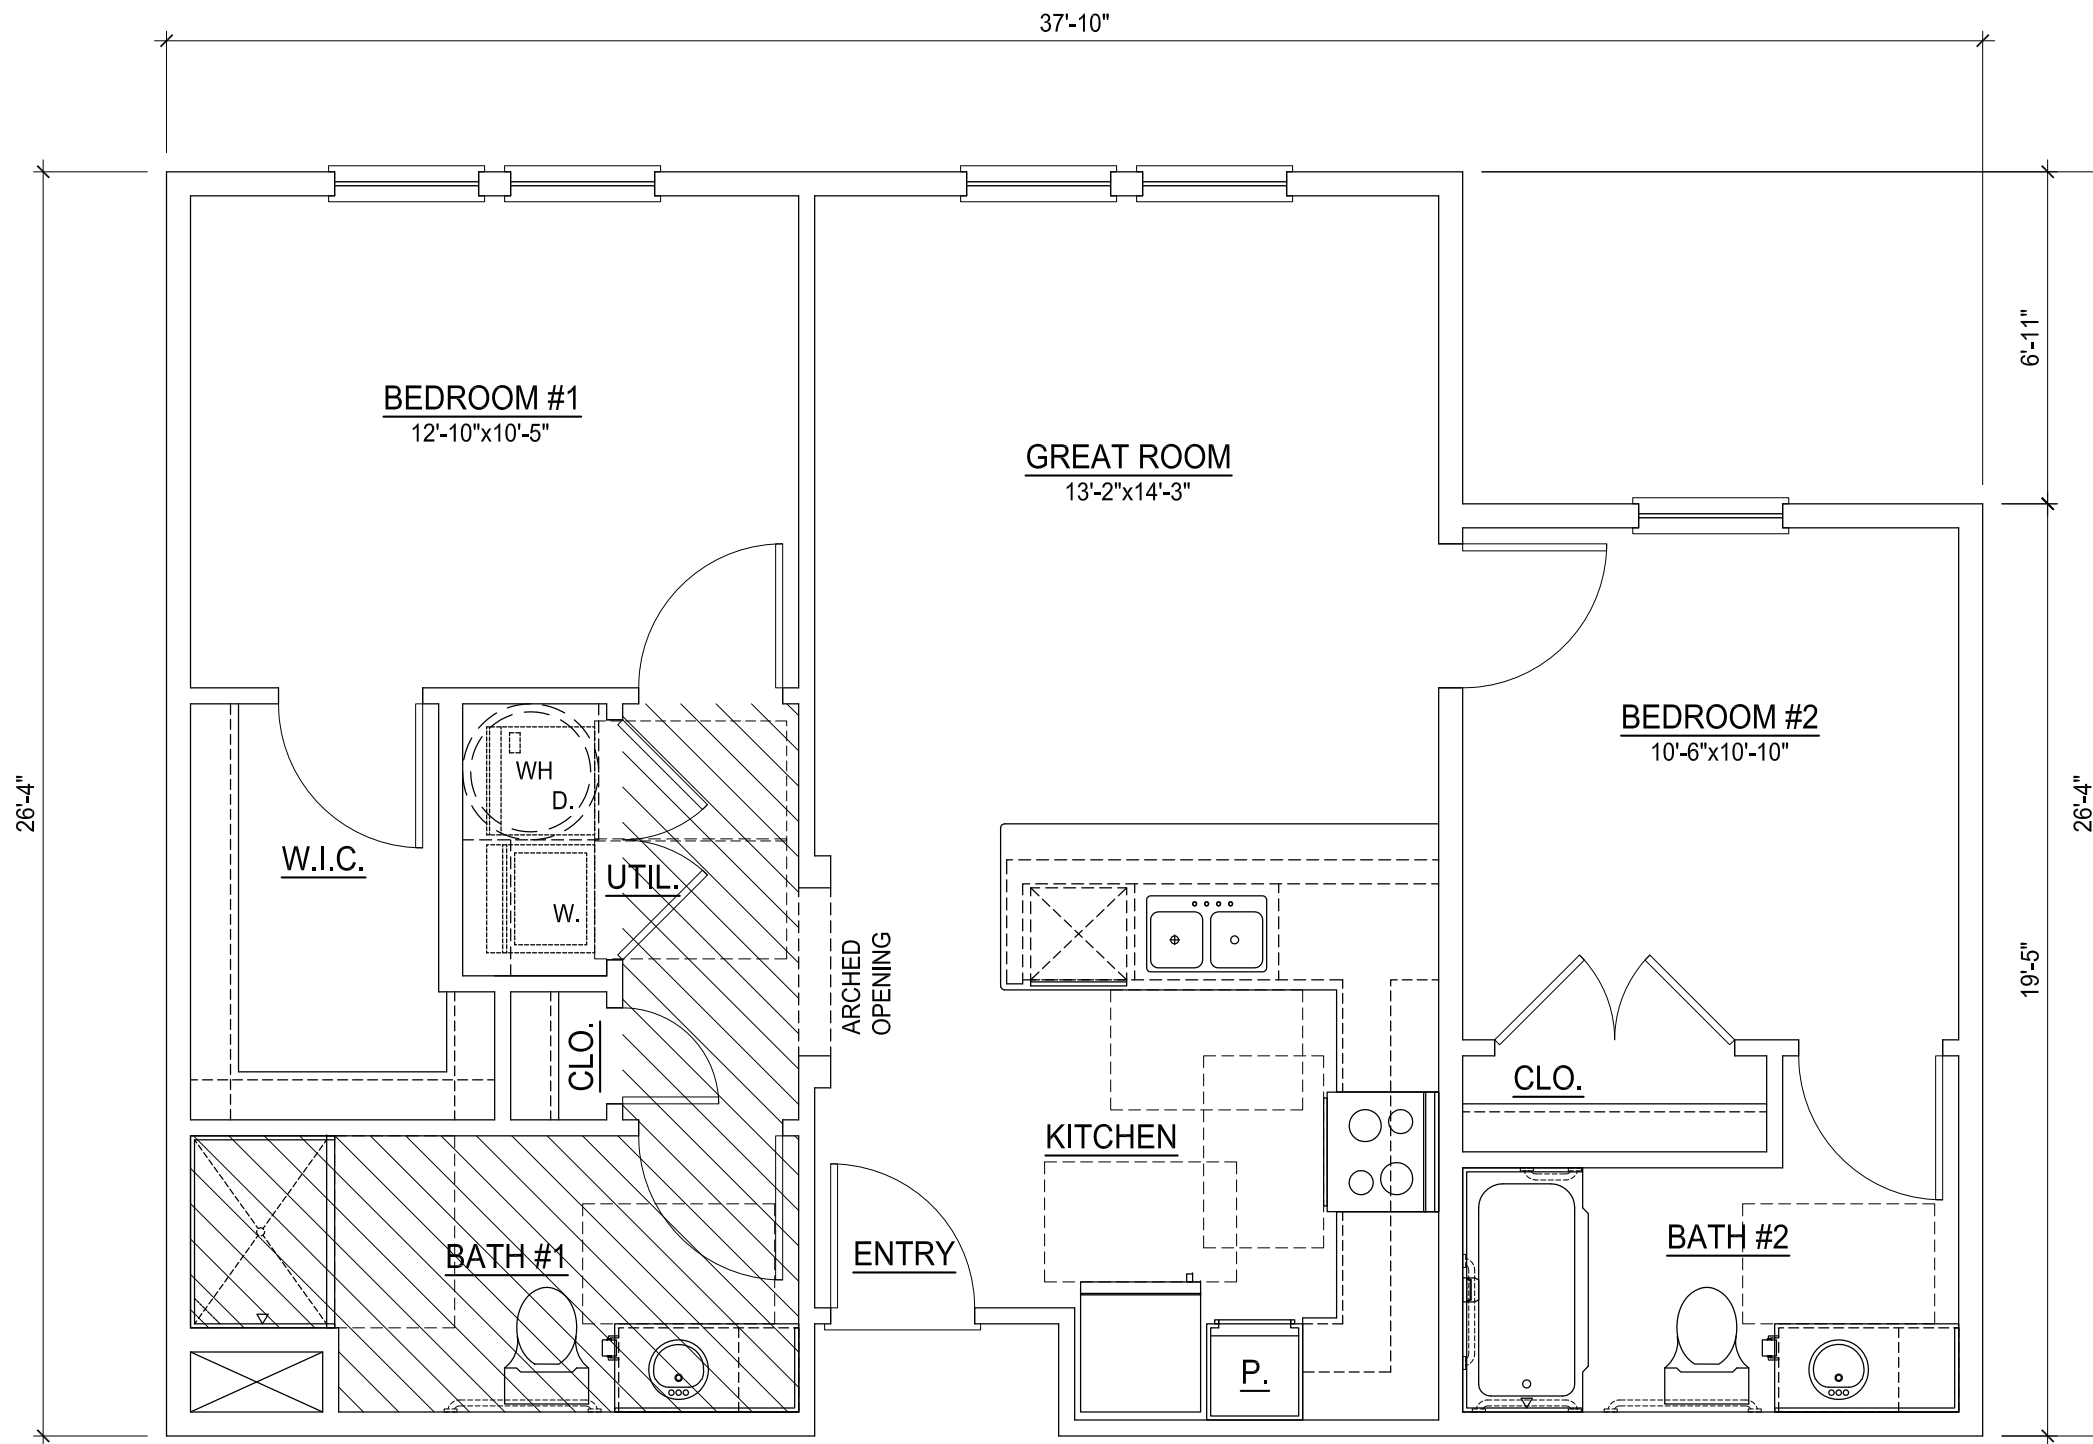 37'-10"
6'-11"
BEDROOM #1
12'-10"x10'-5"
GREAT ROOM
13'-2"x14'-3"
BEDROOM #2
10'-6"x10'-10"
26'-4"
WH
D.
26'-4"
W.I.C.
UTIL.
W.
ARCHED
OPENING
19'-5"
CLO.
CLO.
KITCHEN
BATH #1
ENTRY
BATH #2
P.